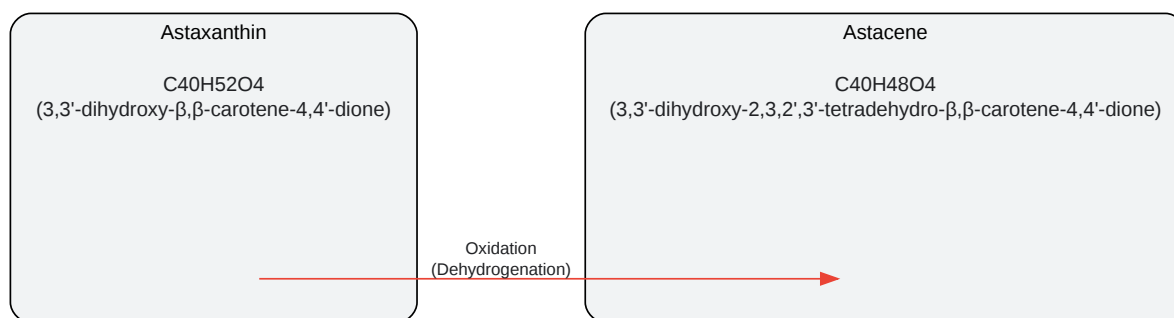 Astaxanthin
C40H52O4
(3,3'-dihydroxy-β,β-carotene-4,4'-dione)
Astacene
C40H48O4
(3,3'-dihydroxy-2,3,2',3'-tetradehydro-β,β-carotene-4,4'-dione)
Oxidation
(Dehydrogenation)